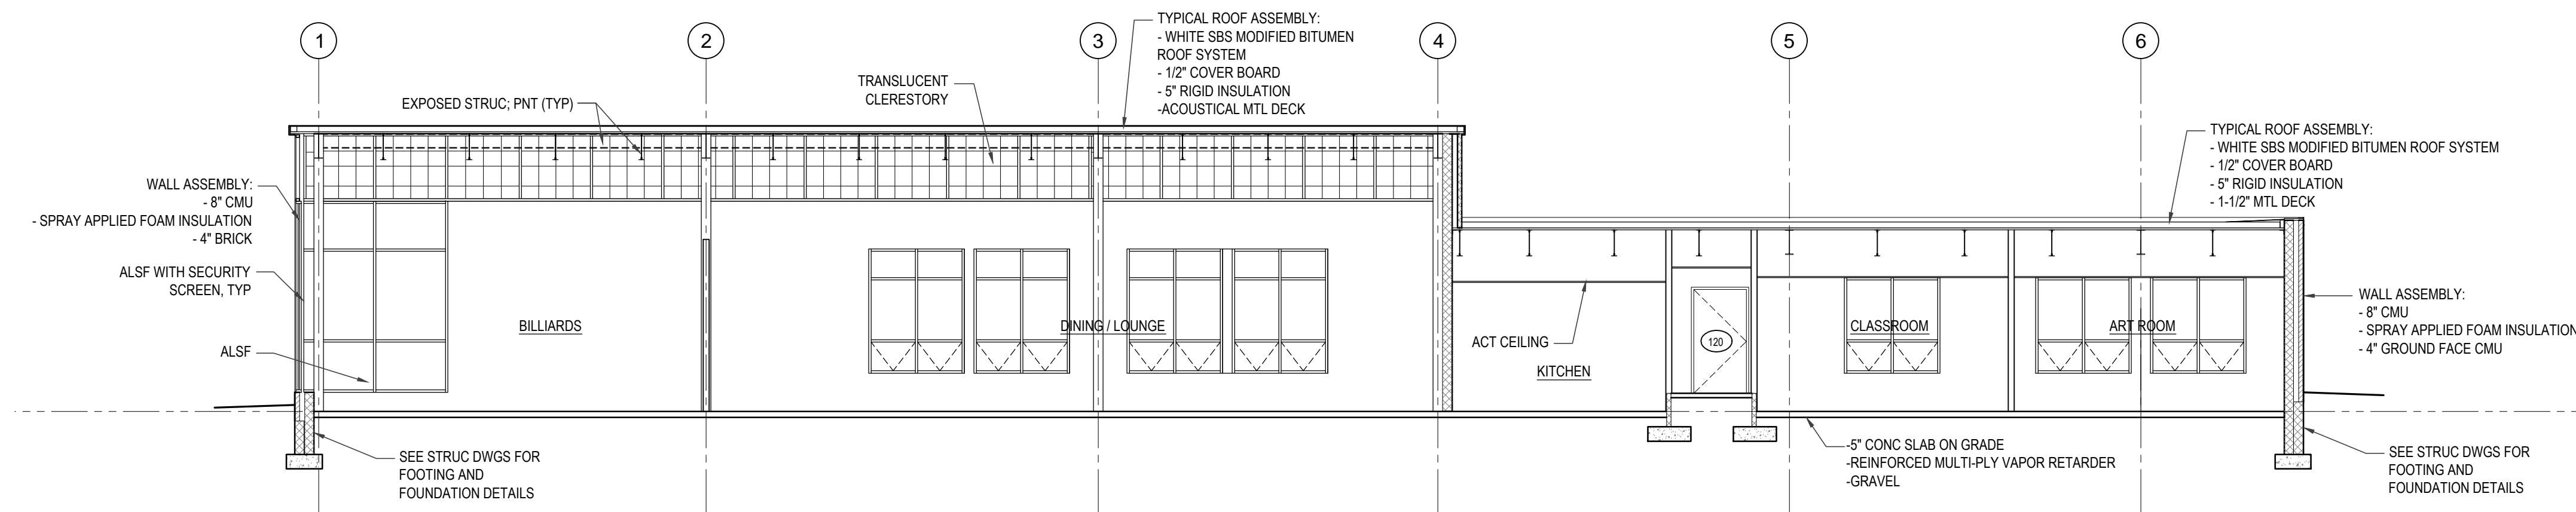 1
2
3
4
5
6
TYPICAL ROOF ASSEMBLY:
- WHITE SBS MODIFIED BITUMEN
ROOF SYSTEM
- 1/2" COVER BOARD
- 5" RIGID INSULATION
-ACOUSTICAL MTL DECK
TRANSLUCENT
CLERESTORY
EXPOSED STRUC; PNT (TYP)
TYPICAL ROOF ASSEMBLY:
- WHITE SBS MODIFIED BITUMEN ROOF SYSTEM
- 1/2" COVER BOARD
- 5" RIGID INSULATION
- 1-1/2" MTL DECK
WALL ASSEMBLY:
- 8" CMU
- SPRAY APPLIED FOAM INSULATION
- 4" BRICK
ALSF WITH SECURITY
SCREEN, TYP
ALSF
BILLIARDS
DINING / LOUNGE
ACT CEILING
KITCHEN
120
CLASSROOM
ART ROOM
WALL ASSEMBLY:
- 8" CMU
- SPRAY APPLIED FOAM INSULATION
- 4" GROUND FACE CMU
SEE STRUC DWGS FOR
FOOTING AND
FOUNDATION DETAILS
-5" CONC SLAB ON GRADE
-REINFORCED MULTI-PLY VAPOR RETARDER
-GRAVEL
SEE STRUC DWGS FOR
FOOTING AND
FOUNDATION DETAILS